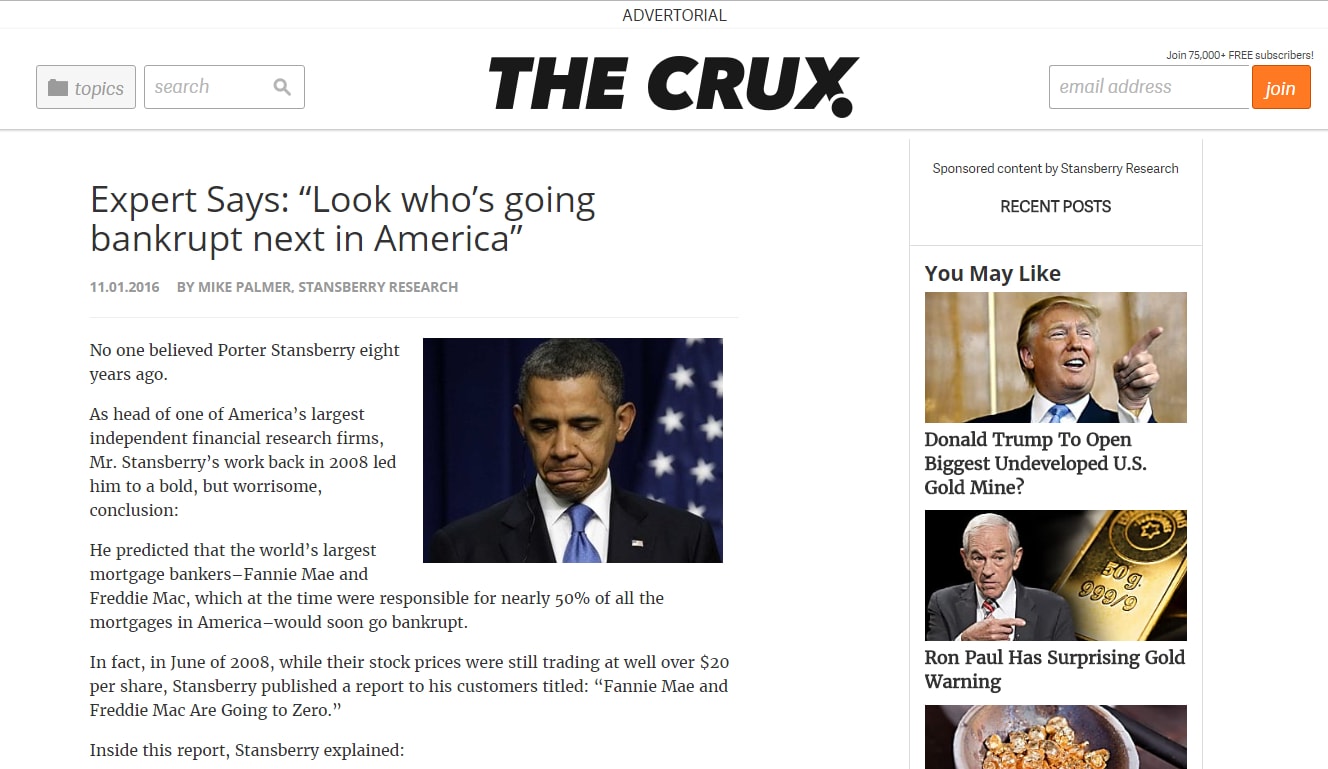 ADVERTORIAL
topics
search
THE CRUX.
Join 75,000+ FREE subscribers!
email address
join
Expert Says: “Look who’s going
bankrupt next in America”
11.01.2016 BY MIKE PALMER, STANSBERRY RESEARCH
No one believed Porter Stansberry eight
years ago.
As head of one of America’s largest
independent financial research firms,
Mr. Stansberry’s work back in 2008 led
him to a bold, but worrisome,
conclusion:
He predicted that the world’s largest
mortgage bankers–Fannie Mae and
Freddie Mac, which at the time were responsible for nearly 50% of all the
mortgages in America–would soon go bankrupt.
In fact, in June of 2008, while their stock prices were still trading at well over $20
per share, Stansberry published a report to his customers titled: “Fannie Mae and
Freddie Mac Are Going to Zero.”
Inside this report, Stansberry explained:
Sponsored content by Stansberry Research
RECENT POSTS
You May Like
Donald Trump To Open
Biggest Undeveloped U.S.
Gold Mine?
50g.
999/9
Ron Paul Has Surprising Gold
Warning